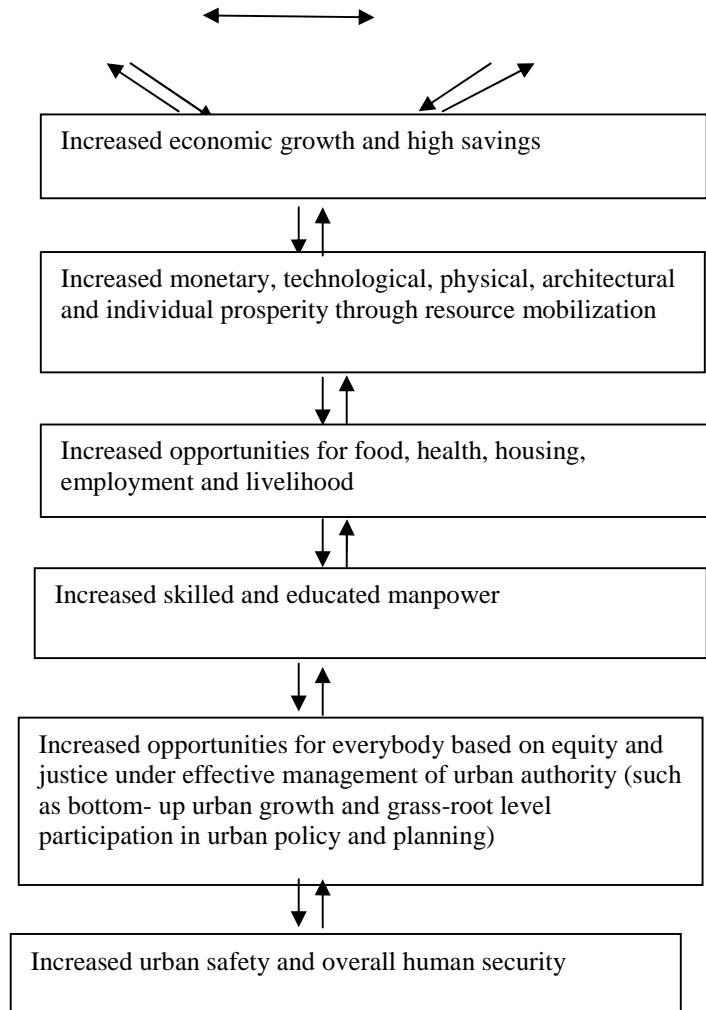 Increased economic growth and high savings
Increased monetary, technological, physical, architectural
and individual prosperity through resource mobilization
Increased opportunities for food, health, housing,
employment and livelihood
Increased skilled and educated manpower
Increased opportunities for everybody based on equity and
justice under effective management of urban authority (such
as bottom- up urban growth and grass-root level
participation in urban policy and planning)
Increased urban safety and overall human security